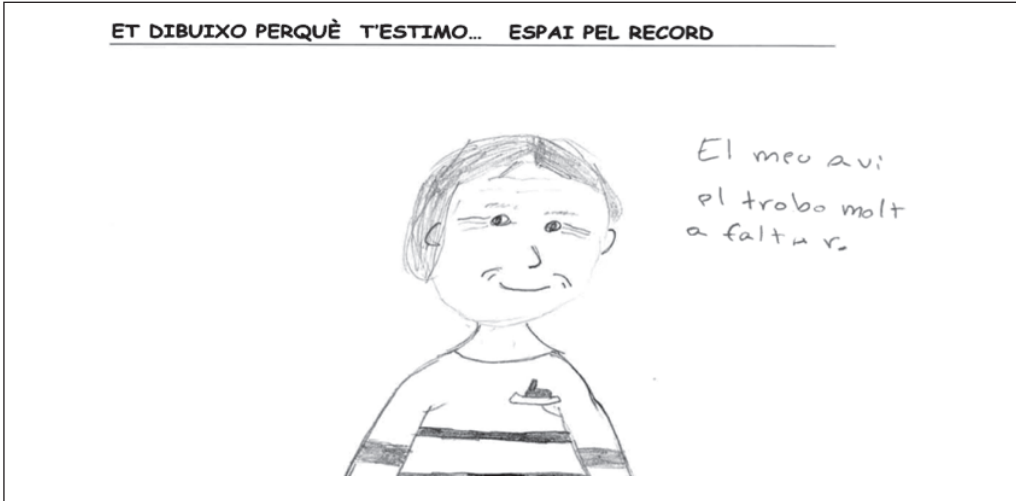 ET DIBUIXO PERQUÈ T'ESTIMO... ESPAI PEL RECORD
El meu avi
el trobo molt
a faltar.